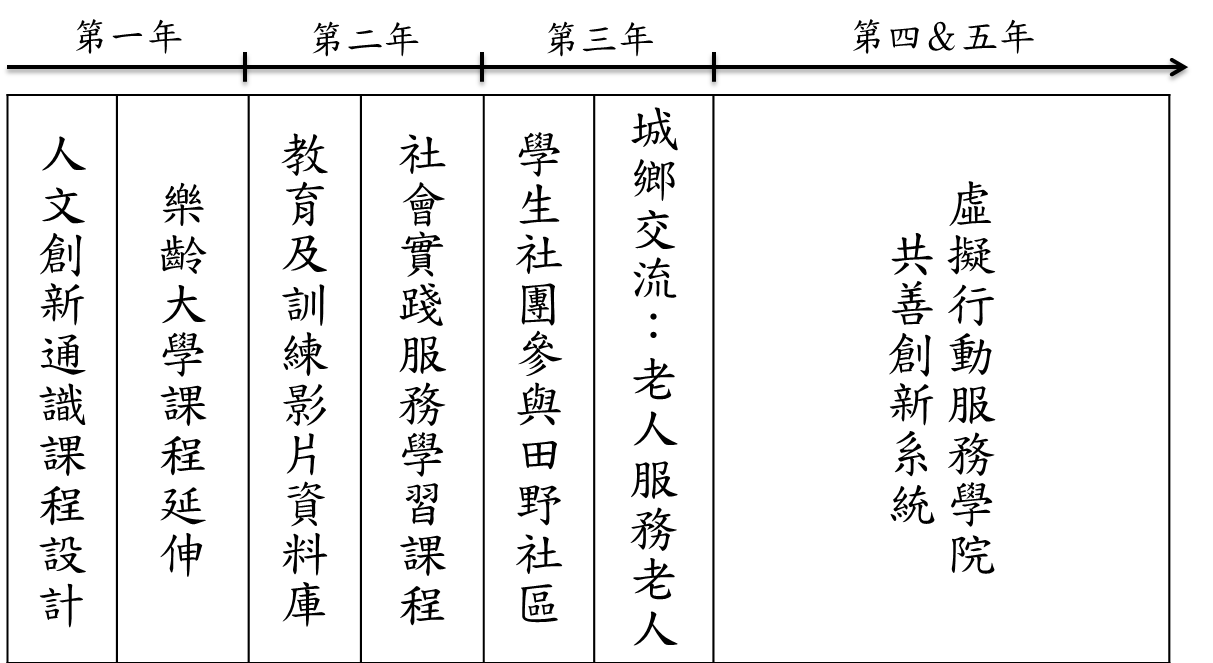 第一年
第二年
第三年
第四&五年
人文創新通識課程設計
樂齡大學課程延伸
教育及訓練影片資料庫
社會實踐服務學習課程
學生社團參與田野社區
城鄉交流：老人服務老人
虛擬行動服務學院
共善創新系統